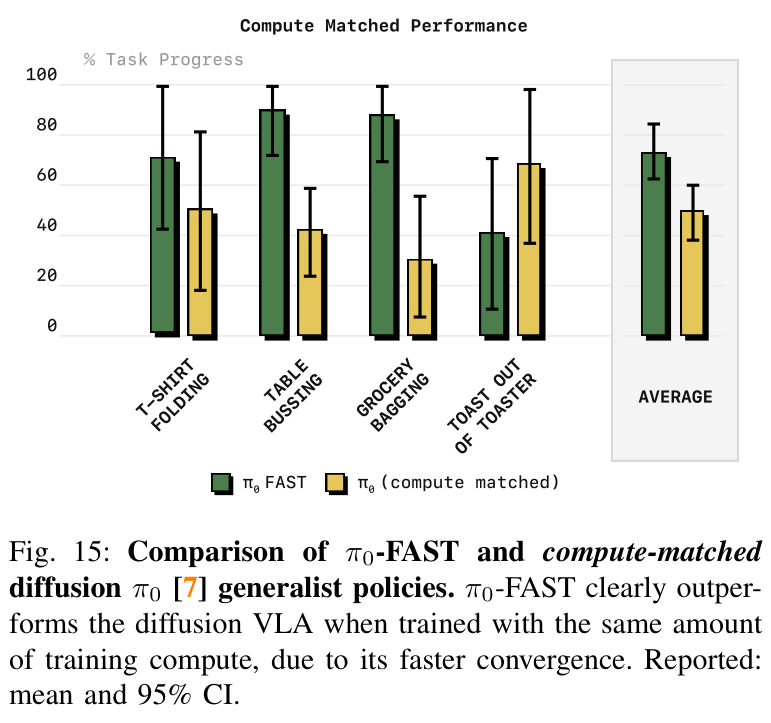 Compute Matched Performance
% Task Progress
100
80
60
40
20
0
T-SHIRT
FOLDING
TABLE
BUSSING
GROCERY
BAGGING
TOAST OUT
OF TOASTER
AVERAGE
π₀ FAST
π₀ (compute matched)
Fig. 15: Comparison of π₀-FAST and compute-matched
diffusion π₀ [7] generalist policies. π₀-FAST clearly outper-
forms the diffusion VLA when trained with the same amount
of training compute, due to its faster convergence. Reported:
mean and 95% CI.